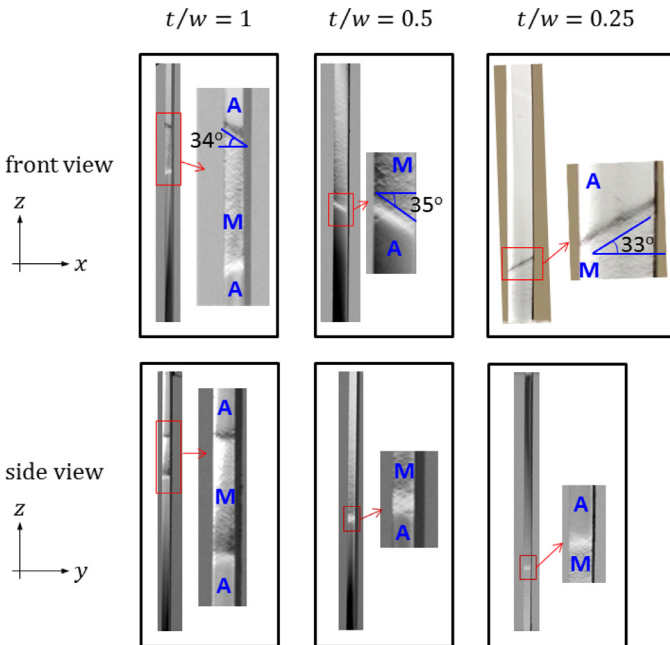 t/w = 1
t/w = 0.5
t/w = 0.25
front view
z
x
A
34°
M
A
M
35°
A
A
33°
M
side view
z
y
A
M
A
M
A
A
M